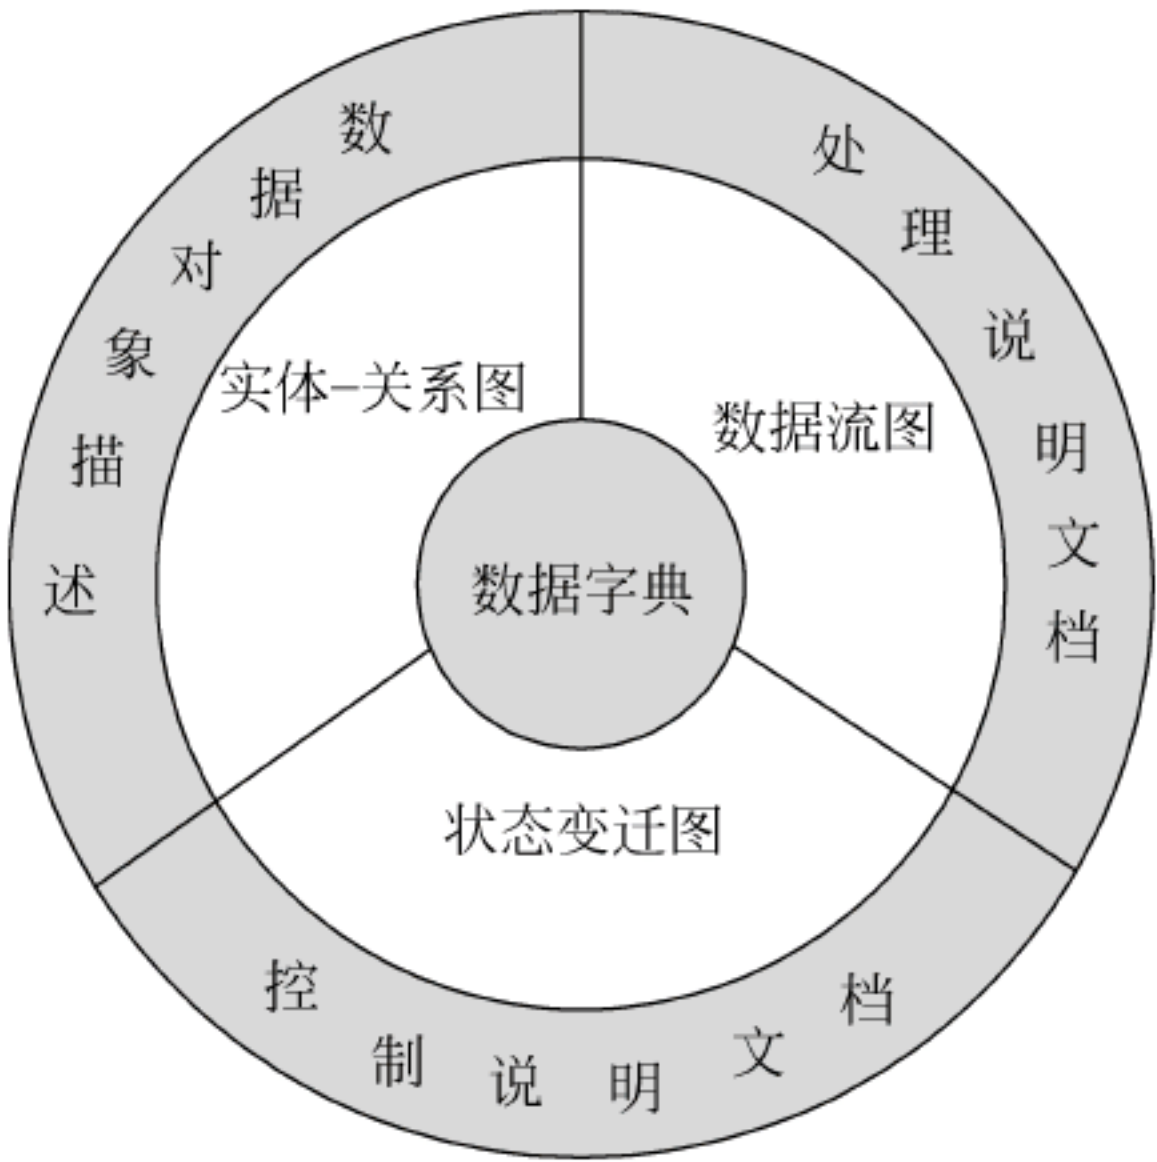 数据对象描述
处理说明文档
实体-关系图
数据流图
数据字典
状态变迁图
控制说明文档